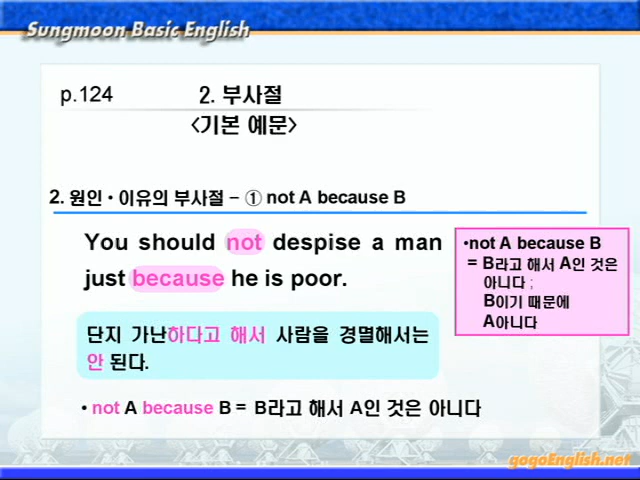 Sungmoon Basic English
p.124
2. 부사절
<기본 예문>
2. 원인·이유의 부사절 – ① not A because B
You should not despise a man
just because he is poor.
•not A because B
= B라고 해서 A인 것은
아니다 ;
B이기 때문에
A아니다
단지 가난하다고 해서 사람을 경멸해서는
안 된다.
• not A because B = B라고 해서 A인 것은 아니다
gogoEnglish.net